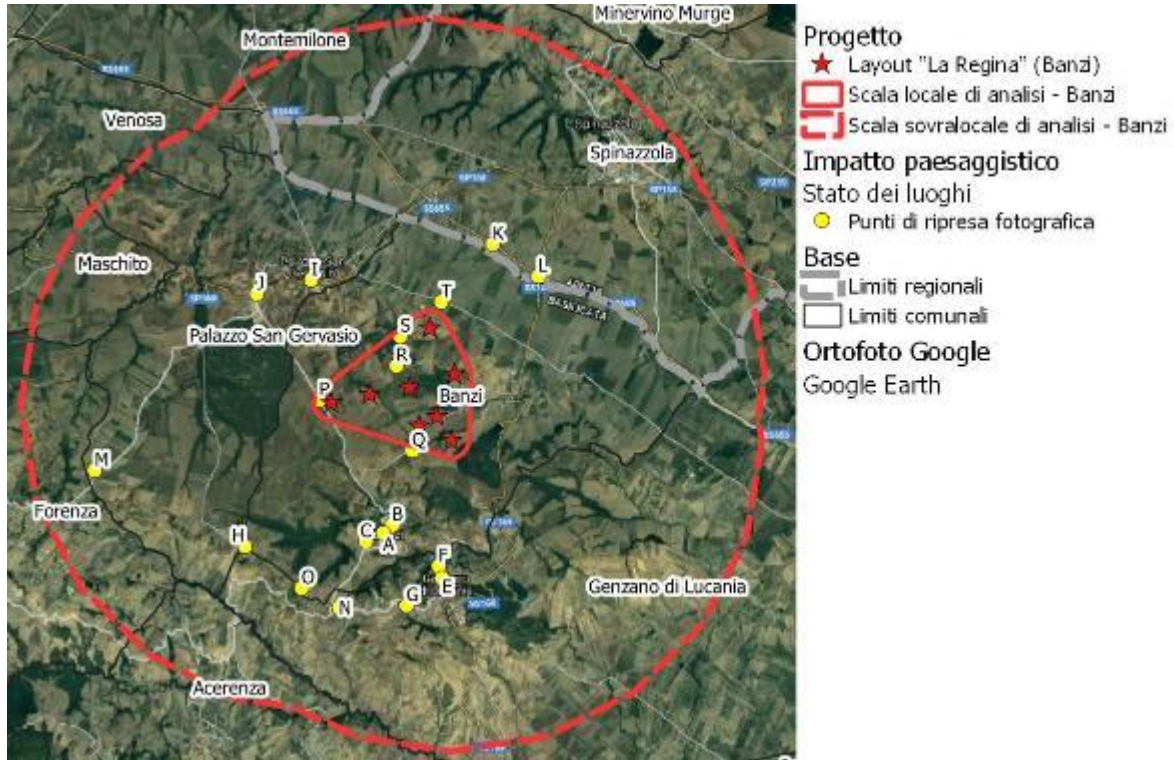 Minervino Murge
Montemilone
Venosa
Spinazzola
Maschito
Palazzo San Gervasio
Banzi
Forenza
Genzano di Lucania
Acerenza
PUGLIA
BASILICATA
K
L
J
I
T
S
R
P
Q
M
B
C
A
H
F
E
O
N
G
Progetto
Layout "La Regina" (Banzi)
Scala locale di analisi - Banzi
Scala sovralocale di analisi - Banzi
Impatto paesaggistico
Stato dei luoghi
Punti di ripresa fotografica
Base
Limiti regionali
Limiti comunali
Ortofoto Google
Google Earth